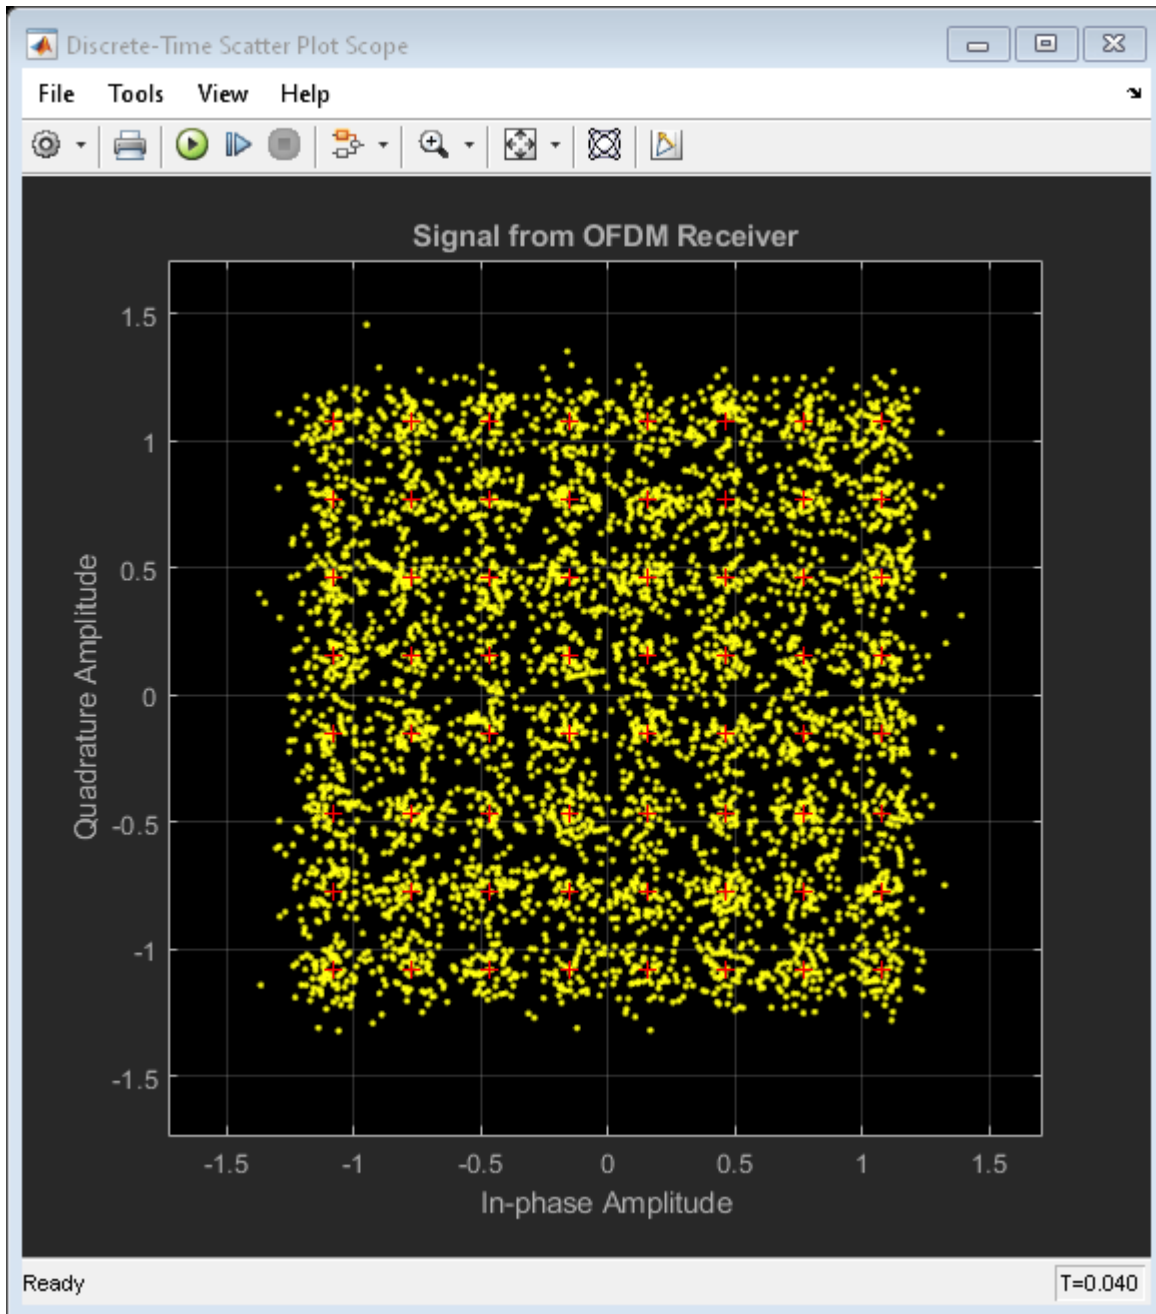 Discrete-Time Scatter Plot Scope
File Tools View Help
Signal from OFDM Receiver
1.5
1
0.5
0
-0.5
-1
-1.5
Quadrature Amplitude
-1.5 -1 -0.5 0 0.5 1 1.5
In-phase Amplitude
Ready T=0.040